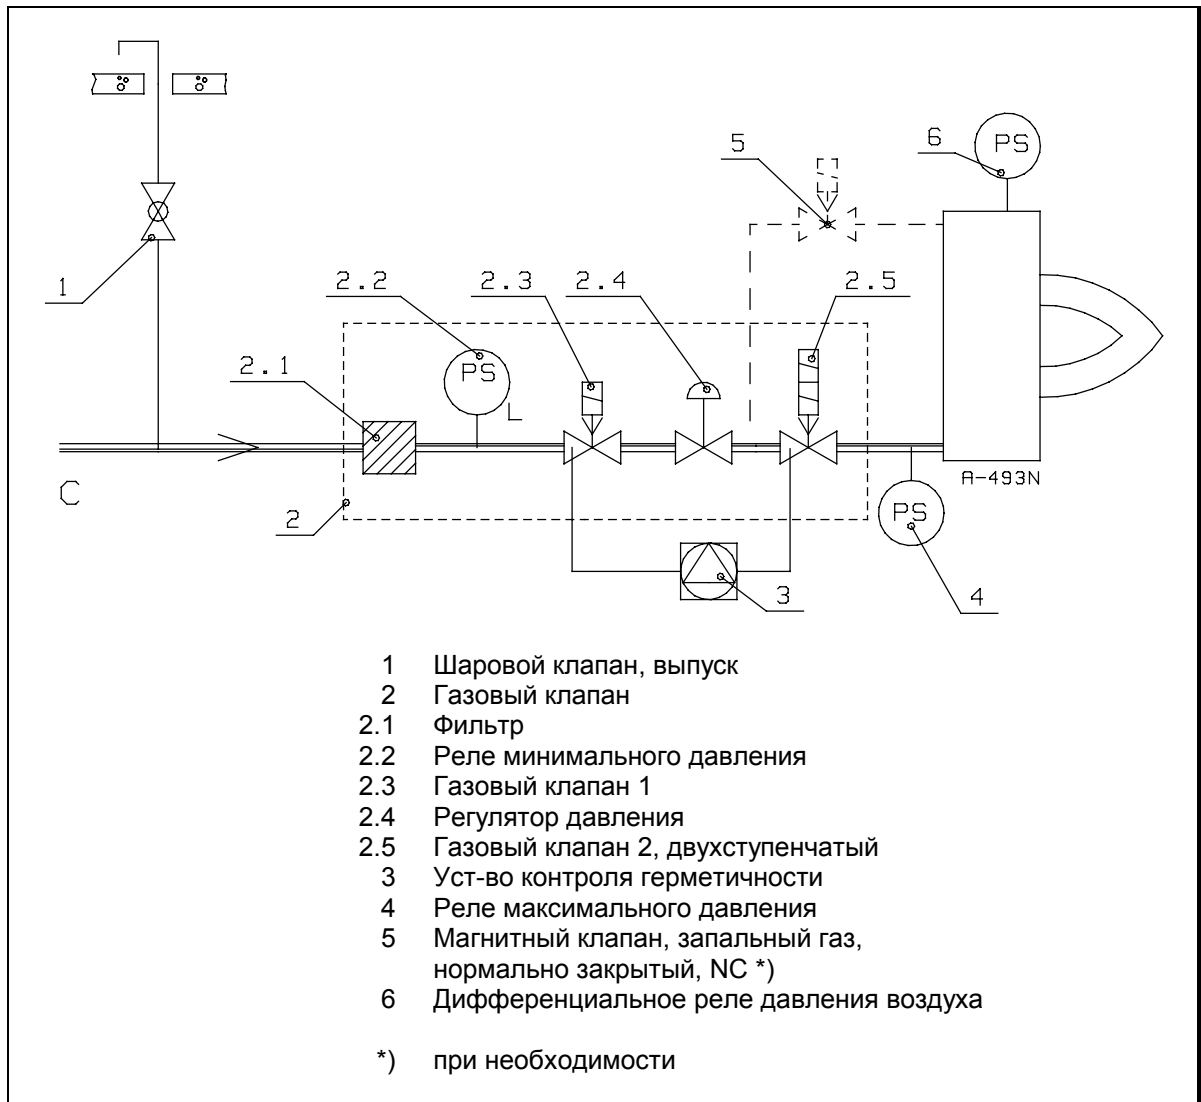 6
PS
5
1
2.2
2.3
2.4
2.5
2.1
PS
L
C
A-493N
2
PS
3
4
1 Шаровой клапан, выпуск
2 Газовый клапан
2.1 Фильтр
2.2 Реле минимального давления
2.3 Газовый клапан 1
2.4 Регулятор давления
2.5 Газовый клапан 2, двухступенчатый
3 Уст-во контроля герметичности
4 Реле максимального давления
5 Магнитный клапан, запальный газ,
нормально закрытый, NC *)
6 Дифференциальное реле давления воздуха
*) при необходимости